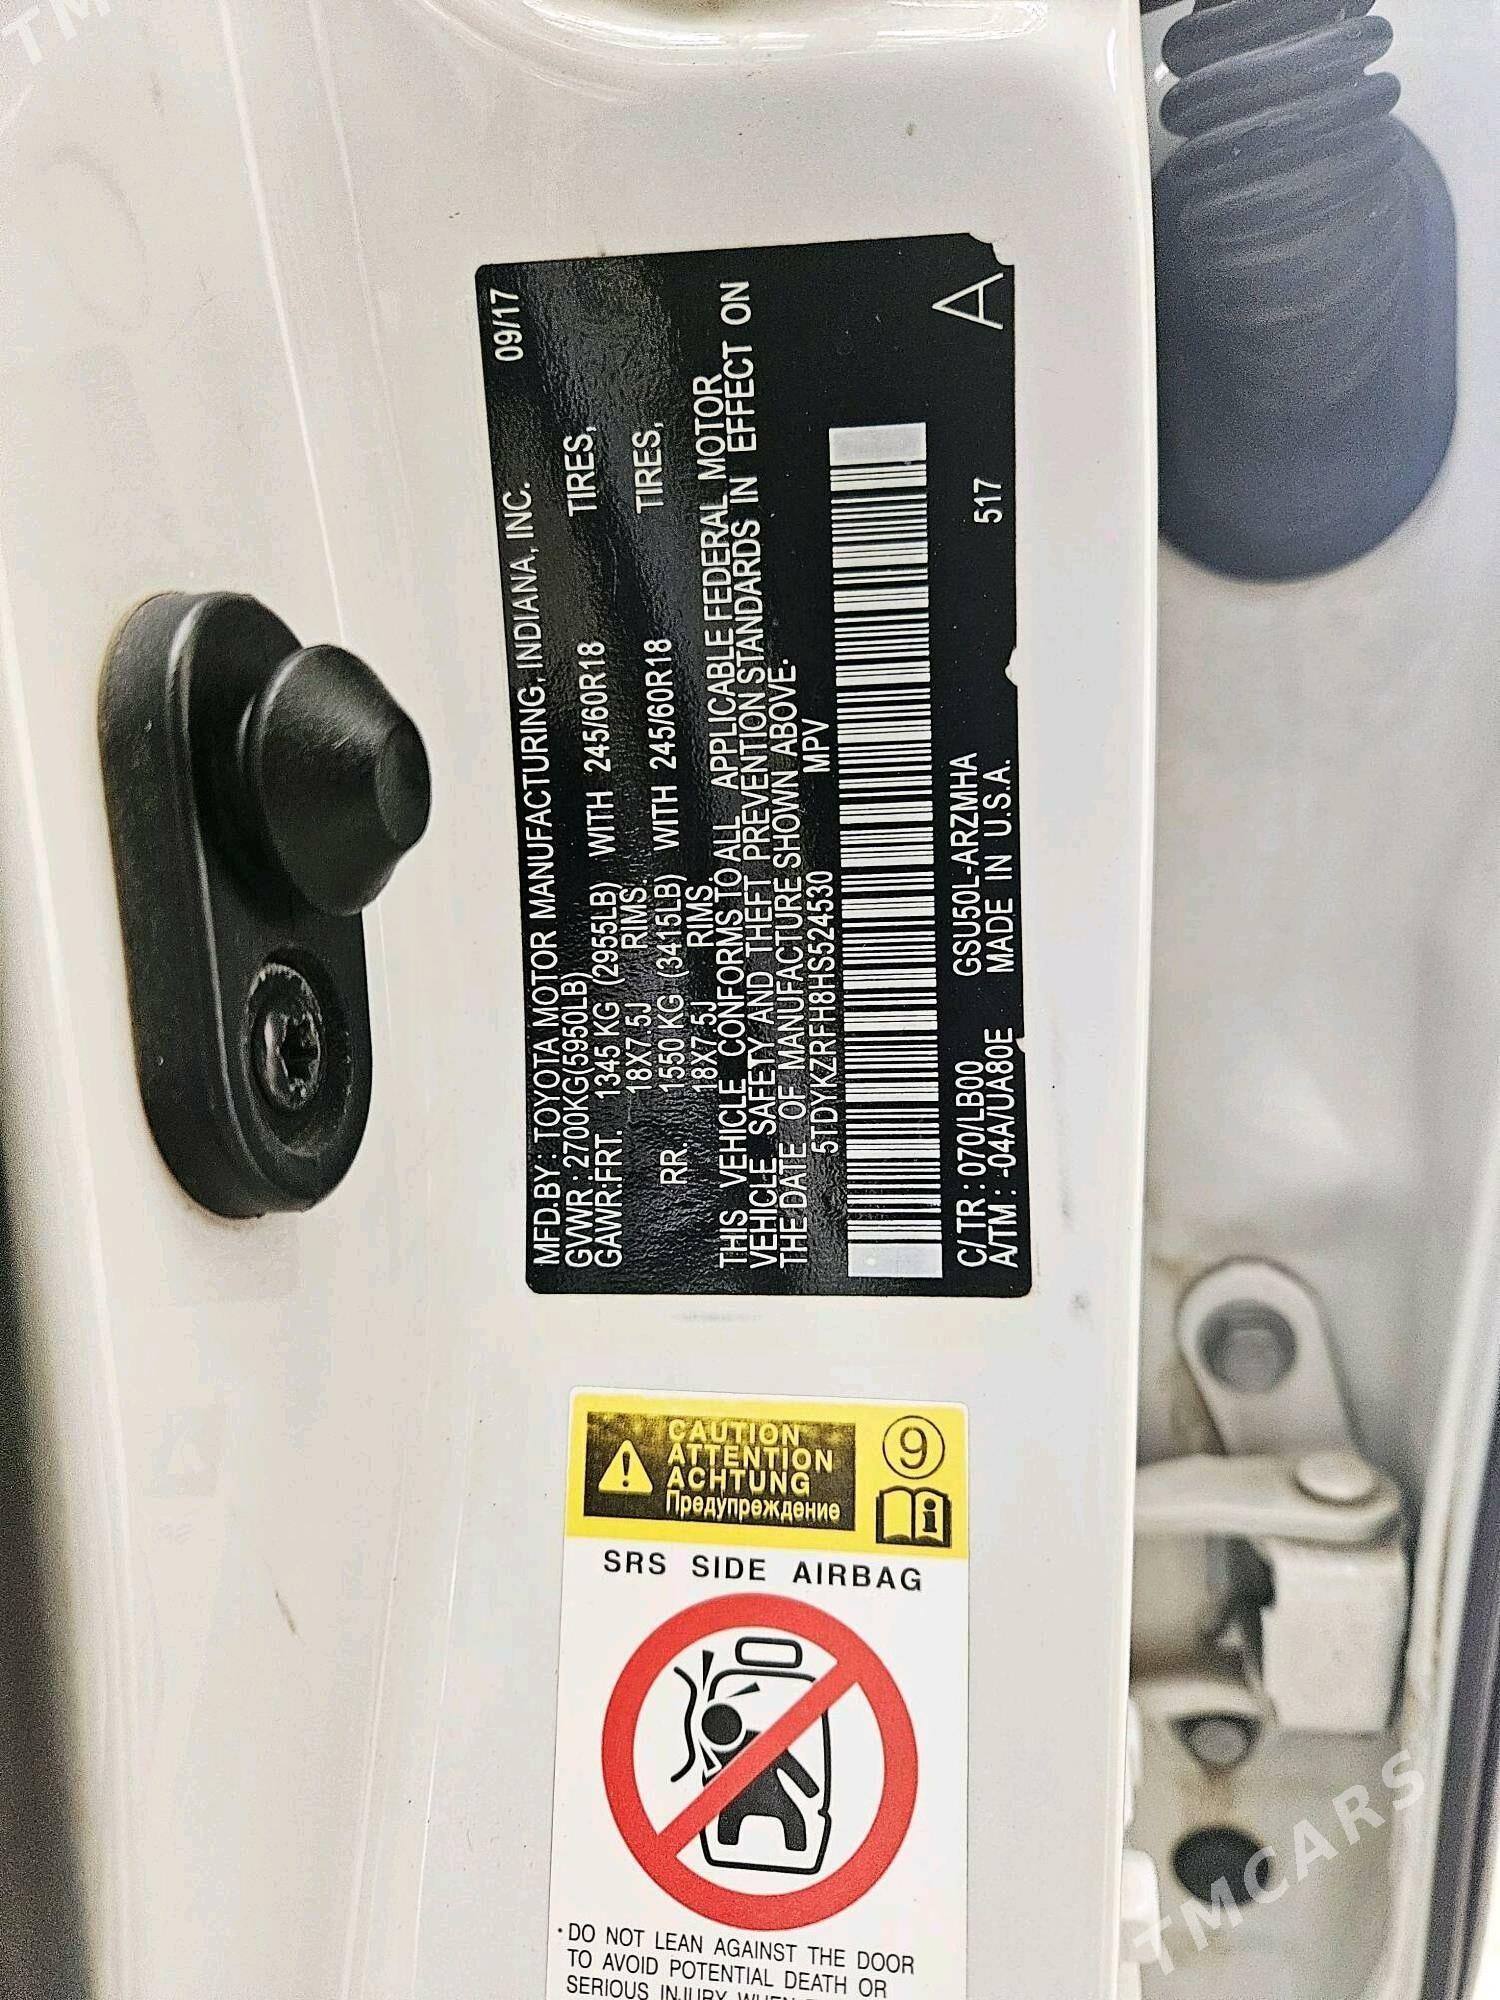 MFD.BY: TOYOTA MOTOR MANUFACTURING, INDIANA, INC. 09/17
GVWR: 2700KG(5950LB)
GAWR:FRT. 1345 KG (2955LB) WITH 245/60R18 TIRES,
18X7.5J RIMS.
RR. 1550 KG (3415LB) WITH 245/60R18 TIRES,
18X7.5J RIMS.
THIS VEHICLE CONFORMS TO ALL APPLICABLE FEDERAL MOTOR
VEHICLE SAFETY AND THEFT PREVENTION STANDARDS IN EFFECT ON
THE DATE OF MANUFACTURE SHOWN ABOVE.
5TDYKZRFH8HS524530 MPV
C/TR: 070/LB00 GSU50L-ARZMHA 517
A/TM: -04A/UA80E MADE IN U.S.A.
A
CAUTION
ATTENTION
ACHTUNG
Предупреждение
9
i
SRS SIDE AIRBAG
·DO NOT LEAN AGAINST THE DOOR
TO AVOID POTENTIAL DEATH OR
SERIOUS INJURY WHEN
TMCARS
TM